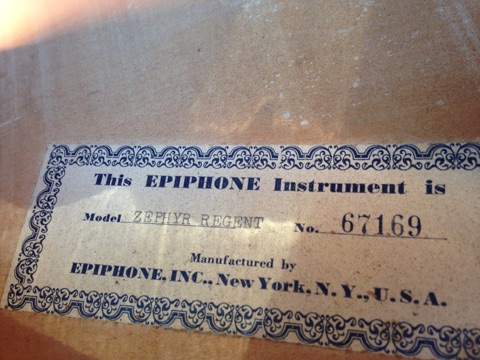 This EPIPHONE Instrument is
Model ZEPHYR REGENT No. 67169
Manufactured by
EPIPHONE, INC., New York, N. Y., U. S. A.